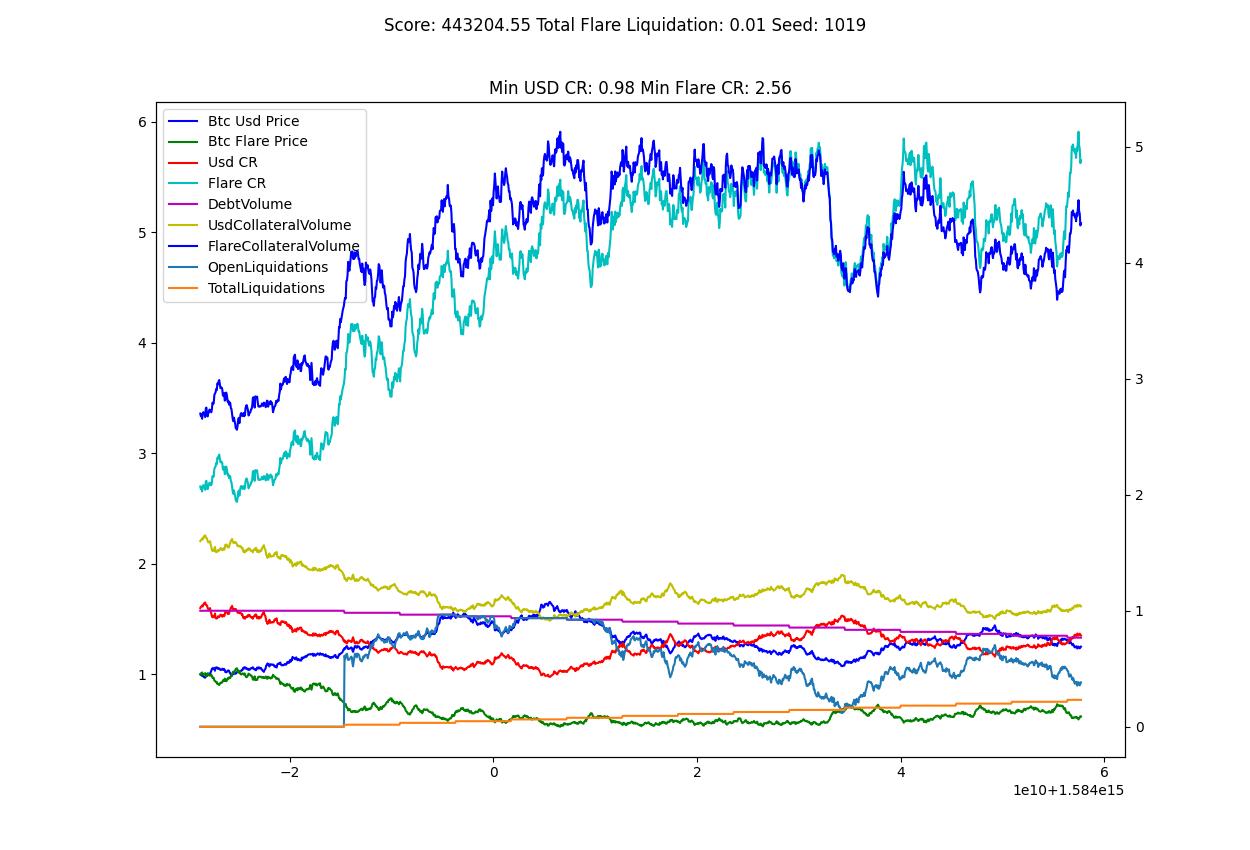 Score: 443204.55 Total Flare Liquidation: 0.01 Seed: 1019
Min USD CR: 0.98 Min Flare CR: 2.56
Btc Usd Price
Btc Flare Price
Usd CR
Flare CR
DebtVolume
UsdCollateralVolume
FlareCollateralVolume
OpenLiquidations
TotalLiquidations
6
5
4
3
2
1
5
4
3
2
1
0
−2
0
2
4
6
1e10+1.584e15